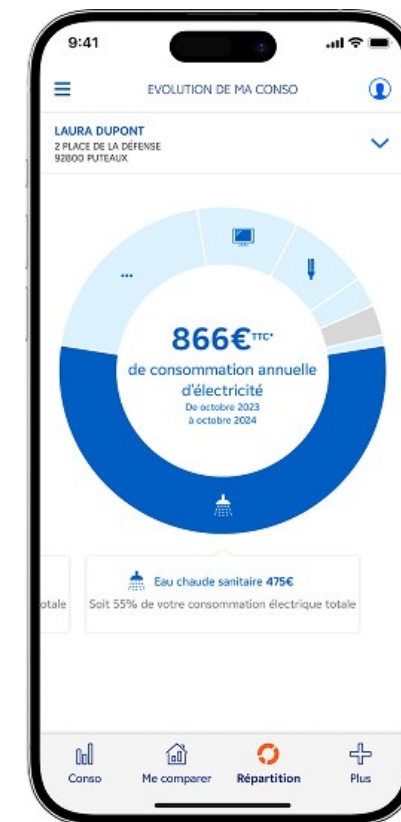 9:41
EVOLUTION DE MA CONSO
LAURA DUPONT
2 PLACE DE LA DÉFENSE
92800 PUTEAUX
866€TTC*
de consommation annuelle
d'électricité
De octobre 2023
à octobre 2024
Eau chaude sanitaire 475€
otale
Soit 55% de votre consommation électrique totale
Conso
Me comparer
Répartition
Plus